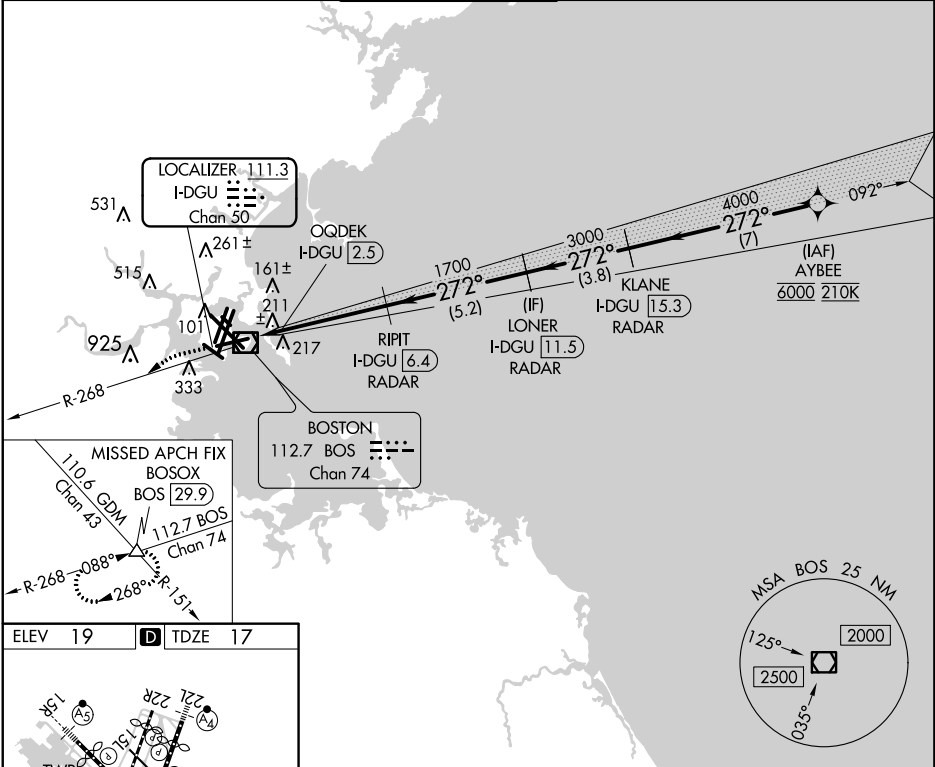 LOCALIZER 111.3
I-DGU
Chan 50
531
261±
515
161±
211
±
101
217
925
333
R-268
OQDEK
I-DGU 2.5
1700
272°
(5.2)
3000
272°
(3.8)
4000
272°
(7)
092°
(IAF)
AYBEE
6000 210K
KLANE
I-DGU 15.3
RADAR
(IF)
LONER
I-DGU 11.5
RADAR
RIPIT
I-DGU 6.4
RADAR
BOSTON
112.7 BOS
Chan 74
MISSED APCH FIX
BOSOX
BOS 29.9
110.6 GDM
Chan 43
112.7 BOS
Chan 74
R-268
088°
268°
R-151
MSA BOS 25 NM
125°
2000
2500
035°
ELEV 19 D TDZE 17
15R
A5
15L
P
22R
P
22L
A4